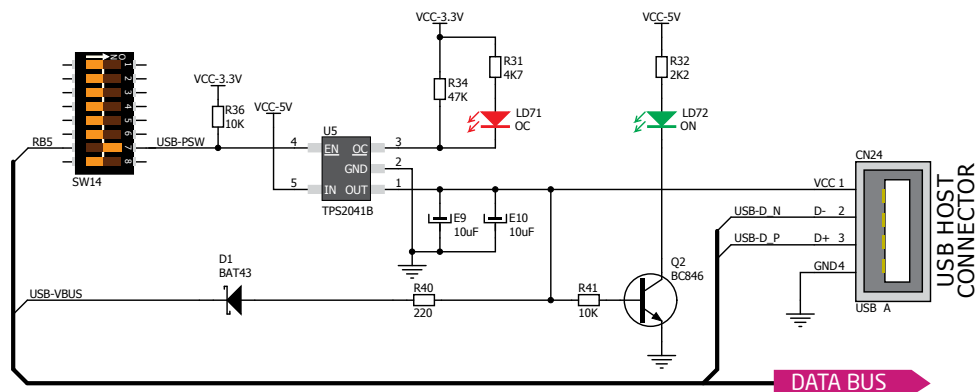 VCC-3.3V
VCC-5V
ON
1
2
3
4
5
6
7
8
SW14
RB5
USB-PSW
VCC-3.3V
R36
10K
VCC-5V
U5
4
EN
OC
3
GND
2
5
IN
OUT
1
TPS2041B
R34
47K
R31
4K7
LD71
OC
R32
2K2
LD72
ON
E9
10uF
E10
10uF
D1
BAT43
USB-VBUS
R40
220
R41
10K
Q2
BC846
CN24
VCC 1
USB-D_N
D- 2
USB-D_P
D+ 3
GND 4
USB A
USB HOST
CONNECTOR
DATA BUS